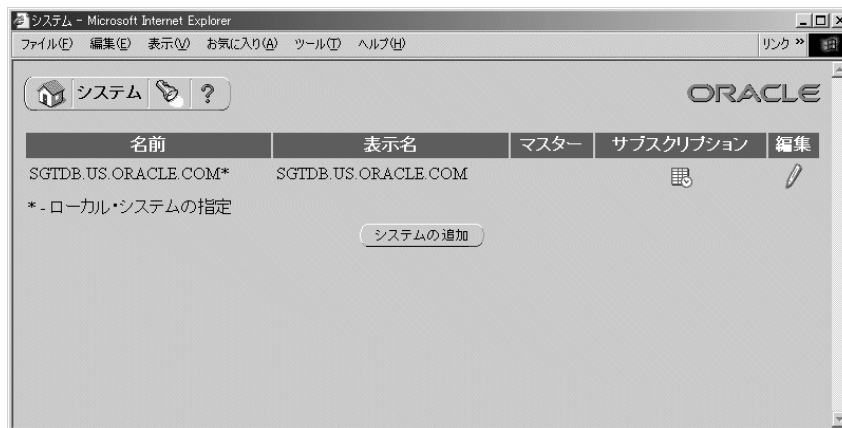 システム - Microsoft Internet Explorer
ファイル(F) 編集(E) 表示(V) お気に入り(A) ツール(T) ヘルプ(H) リンク »
システム ? ORACLE
名前 表示名 マスター サブスクリプション 編集
SGTDB.US.ORACLE.COM* SGTDB.US.ORACLE.COM
* - ローカル・システムの指定
システムの追加